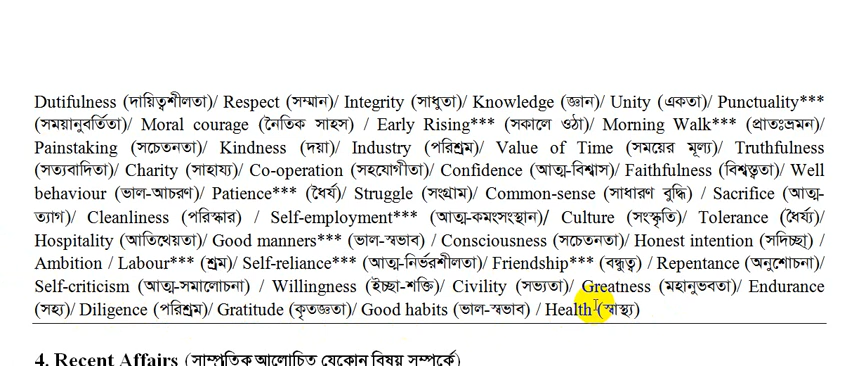 Dutifulness (দায়িত্বশীলতা)/ Respect (সম্মান)/ Integrity (সাধুতা)/ Knowledge (জ্ঞান)/ Unity (একতা)/ Punctuality***
(সময়ানুবর্তিতা)/ Moral courage (নৈতিক সাহস) / Early Rising*** (সকালে ওঠা)/ Morning Walk*** (প্রাতঃভ্রমন)/
Painstaking (সচেতনতা)/ Kindness (দয়া)/ Industry (পরিশ্রম)/ Value of Time (সময়ের মূল্য)/ Truthfulness
(সত্যবাদিতা)/ Charity (সাহায্য)/ Co-operation (সহযোগীতা)/ Confidence (আত্ম-বিশ্বাস)/ Faithfulness (বিশ্বস্ততা)/ Well
behaviour (ভাল-আচরণ)/ Patience*** (ধৈর্য)/ Struggle (সংগ্রাম)/ Common-sense (সাধারণ বুদ্ধি) / Sacrifice (আত্ম-
ত্যাগ)/ Cleanliness (পরিস্কার) / Self-employment*** (আত্ম-কমংসংস্থান)/ Culture (সংস্কৃতি)/ Tolerance (ধৈর্য্য)/
Hospitality (আতিথেয়তা)/ Good manners*** (ভাল-স্বভাব) / Consciousness (সচেতনতা)/ Honest intention (সদিচ্ছা) /
Ambition / Labour*** (শ্রম)/ Self-reliance*** (আত্ম-নির্ভরশীলতা)/ Friendship*** (বন্ধুত্ব) / Repentance (অনুশোচনা)/
Self-criticism (আত্ম-সমালোচনা) / Willingness (ইচ্ছা-শক্তি)/ Civility (সভ্যতা)/ Greatness (মহানুভবতা)/ Endurance
(সহ্য)/ Diligence (পরিশ্রম)/ Gratitude (কৃতজ্ঞতা)/ Good habits (ভাল-স্বভাব) / Health (স্বাস্থ্য)
4. Recent Affairs (সাম্প্রতিক আলোচিত যেকোন বিষয় সম্পর্কে)